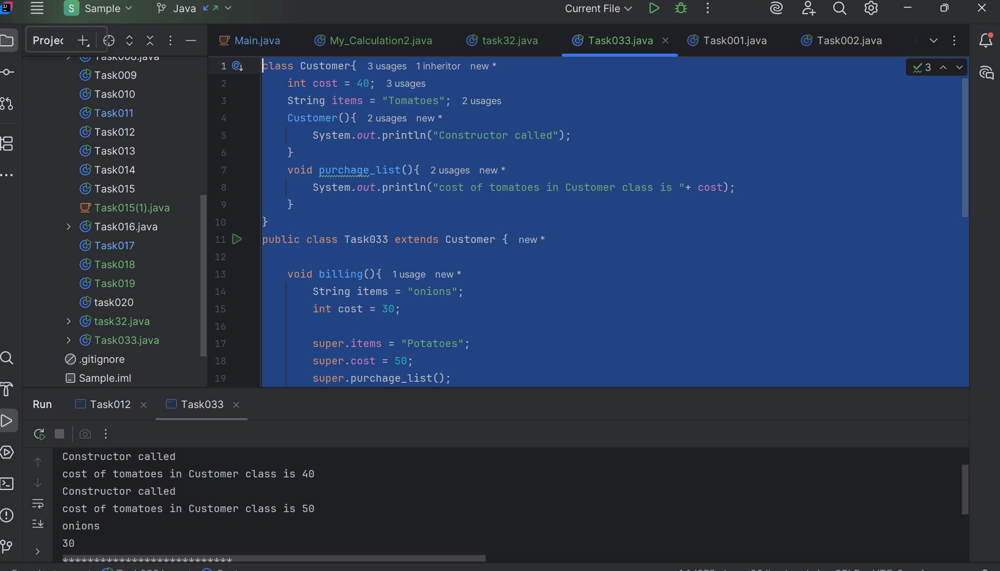 S Sample Java Current File
Project
Main.java My_Calculation2.java task32.java Task033.java Task001.java Task002.java
Task008.java
Task009
Task010
Task011
Task012
Task013
Task014
Task015
Task015(1).java
Task016.java
Task017
Task018
Task019
task020
task32.java
Task033.java
.gitignore
Sample.iml
3
1 class Customer{ 3 usages 1 inheritor new *
2 int cost = 40; 3 usages
3 String items = "Tomatoes"; 2 usages
4 Customer(){ 2 usages new *
5 System.out.println("Constructor called");
6 }
7 void purchage_list(){ 2 usages new *
8 System.out.println("cost of tomatoes in Customer class is "+ cost);
9 }
10 }
11 public class Task033 extends Customer { new *
12
13 void billing(){ 1 usage new *
14 String items = "onions";
15 int cost = 30;
16
17 super.items = "Potatoes";
18 super.cost = 50;
19 super.purchage_list();
Run Task012 Task033
Constructor called
cost of tomatoes in Customer class is 40
Constructor called
cost of tomatoes in Customer class is 50
onions
30
***************************